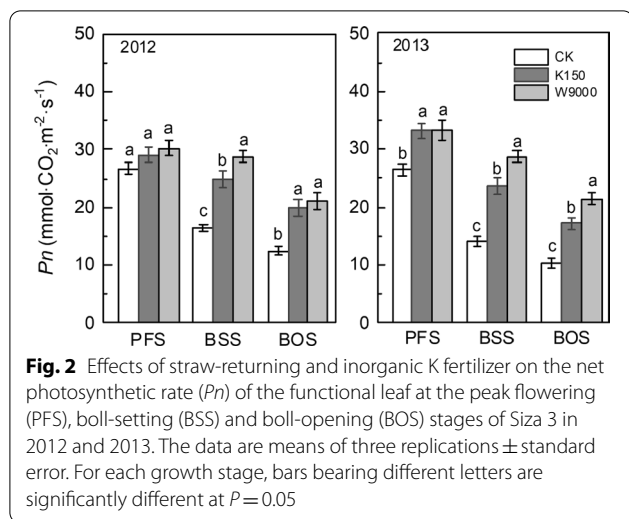 2012
2013
CK
K150
W9000
Pn (mmol·CO₂·m⁻²·s⁻¹)
50
40
30
20
10
0
a a a
c b a
b a a
PFS BSS BOS
50
40
30
20
10
0
b a a
c b a
c b a
PFS BSS BOS
Fig. 2 Effects of straw-returning and inorganic K fertilizer on the net
photosynthetic rate (Pn) of the functional leaf at the peak flowering
(PFS), boll-setting (BSS) and boll-opening (BOS) stages of Siza 3 in
2012 and 2013. The data are means of three replications ± standard
error. For each growth stage, bars bearing different letters are
significantly different at P = 0.05